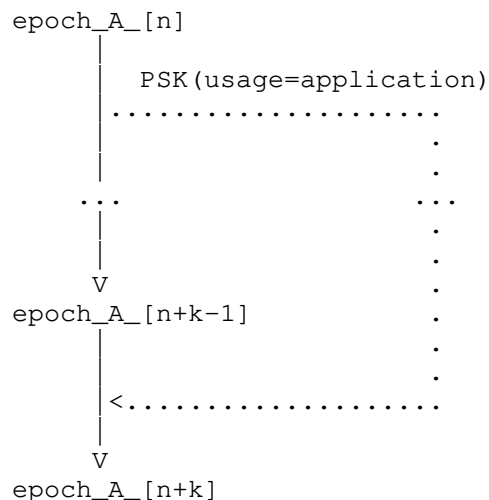 epoch_A_[n]
|
| PSK(usage=application)
|.....................
| .
| .
... ...
| .
| .
V .
epoch_A_[n+k-1] .
| .
| .
|<....................
|
V
epoch_A_[n+k]